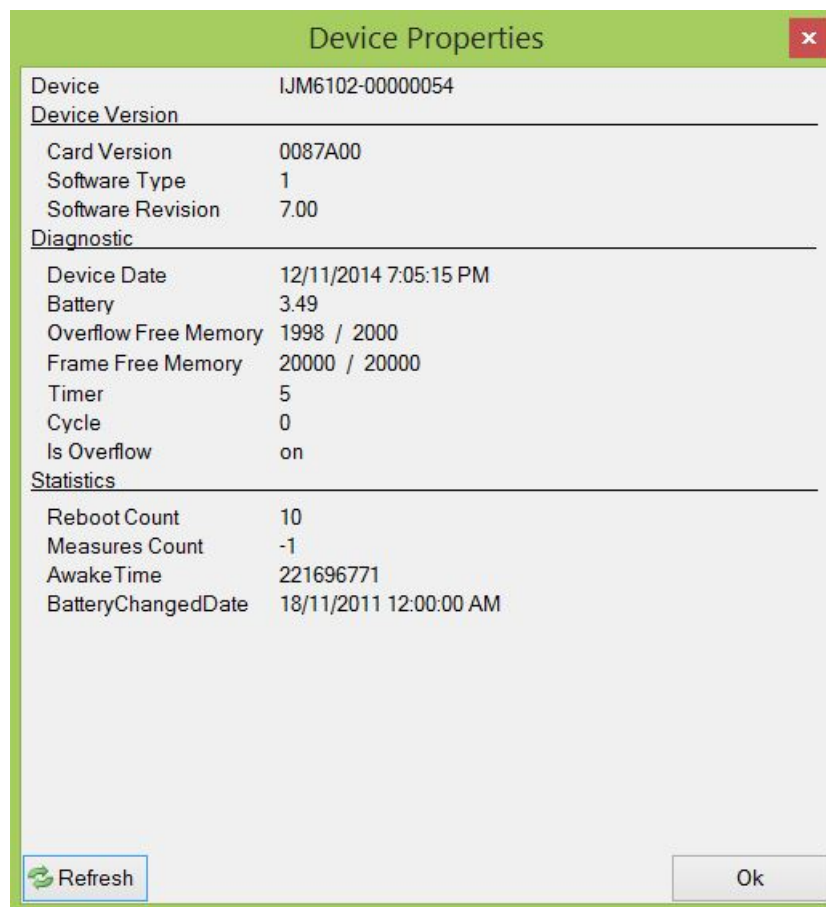 Device Properties
Device IJM6102-00000054
Device Version
Card Version 0087A00
Software Type 1
Software Revision 7.00
Diagnostic
Device Date 12/11/2014 7:05:15 PM
Battery 3.49
Overflow Free Memory 1998 / 2000
Frame Free Memory 20000 / 20000
Timer 5
Cycle 0
Is Overflow on
Statistics
Reboot Count 10
Measures Count -1
AwakeTime 221696771
BatteryChangedDate 18/11/2011 12:00:00 AM
Refresh Ok